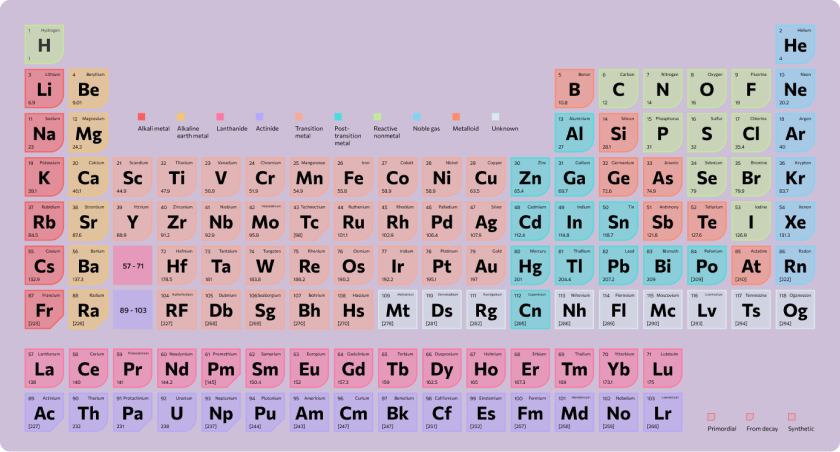 1 Hydrogen 2 Helium
H He
1 4
3 Lithium 4 Beryllium 5 Boron 6 Carbon 7 Nitrogen 8 Oxygen 9 Fluorine 10 Neon
Li Be B C N O F Ne
6.9 9.01 10.8 12 14 16 19 20.2
11 Sodium 12 Magnesium 13 Aluminium 14 Silicon 15 Phosphorus 16 Sulfur 17 Chlorine 18 Argon
Na Mg Al Si P S Cl Ar
23 24.3 27 28.1 31 32 35.4 40
Alkali metal
Alkaline earth metal
Lanthanide
Actinide
Transition metal
Post-transition metal
Reactive nonmetal
Noble gas
Metalloid
Unknown
19 Potassium 20 Calcium 21 Scandium 22 Titanium 23 Vanadium 24 Chromium 25 Manganese 26 Iron 27 Cobalt 28 Nickel 29 Copper 30 Zinc 31 Gallium 32 Germanium 33 Arsenic 34 Selenium 35 Bromine 36 Krypton
K Ca Sc Ti V Cr Mn Fe Co Ni Cu Zn Ga Ge As Se Br Kr
39.1 40.1 44.9 47.9 50.9 51.9 54.9 55.8 58.9 58.9 63.5 65.4 69.7 72.6 74.9 79 79.9 83.7
37 Rubidium 38 Strontium 39 Yttrium 40 Zirconium 41 Niobium 42 Molybdenum 43 Technectium 44 Ruthenium 45 Rhodium 46 Palladium 47 Silver 48 Cadmium 49 Indium 50 Tin 51 Antimony 52 Tellurium 53 Iodine 54 Xenon
Rb Sr Y Zr Nb Mo Tc Ru Rh Pd Ag Cd In Sn Sb Te I Xe
84.5 87.6 88.9 91.2 92.9 95.9 [98] 101.1 102.9 106.4 107.9 112.4 114.8 118.7 121.8 127.6 126.9 131.3
55 Cesium 56 Barium 72 Hafnium 73 Tantalum 74 Tungsten 75 Rhenium 76 Osmium 77 Iridium 78 Platinum 79 Gold 80 Mercury 81 Thallium 82 Lead 83 Bismuth 84 Polonium 85 Astatine 86 Radon
Cs Ba 57 - 71 Hf Ta W Re Os Ir Pt Au Hg Tl Pb Bi Po At Rn
132.9 137.3 178.5 181 183.8 186.2 190.2 192.2 195.1 197 201 204.4 207.2 209 [209] [210] [222]
87 Francium 88 Radium 104 105 Dubnium 106 Seaborgium 107 Bohrium 108 Hassium 109 110 111 Roentgenium 112 113 Nihonium 114 Flerovium 115 Moscovium 116 117 Tennessine 118 Oganesson
Fr Ra 89 - 103 RF Db Sg Bh Hs Mt Ds Rg Cn Nh Fl Mc Lv Ts Og
[223] [226] [227] [268] [269] [270] [270] [278] [281] [282] [285] [286] [289] [290] [293] [294] [294]
57 Lanthanum 58 Cerium 59 60 Neodymium 61 Promethium 62 Samarium 63 Europium 64 Gadolinium 65 Terbium 66 Dysprosium 67 Holmium 68 Erbium 69 Thulium 70 Ytterbium 71 Lutetium
La Ce Pr Nd Pm Sm Eu Gd Tb Dy Ho Er Tm Yb Lu
138 140 141 144.2 [145] 150.4 152 157.3 159 162.5 165 167.3 169 173.1 175
89 Actinium 90 Thorium 91 Protactinium 92 Uranium 93 Neptunium 94 Plutonium 95 Americium 96 Curium 97 98 Californium 99 Einsteinium 100 Fermium 101 102 Nobelium 103
Ac Th Pa U Np Pu Am Cm Bk Cf Es Fm Md No Lr
[227] 232 231 238 [237] [244] [243] [247] [247] [251] [252] [257] [258] [259] [266]
Primordial
From decay
Synthetic